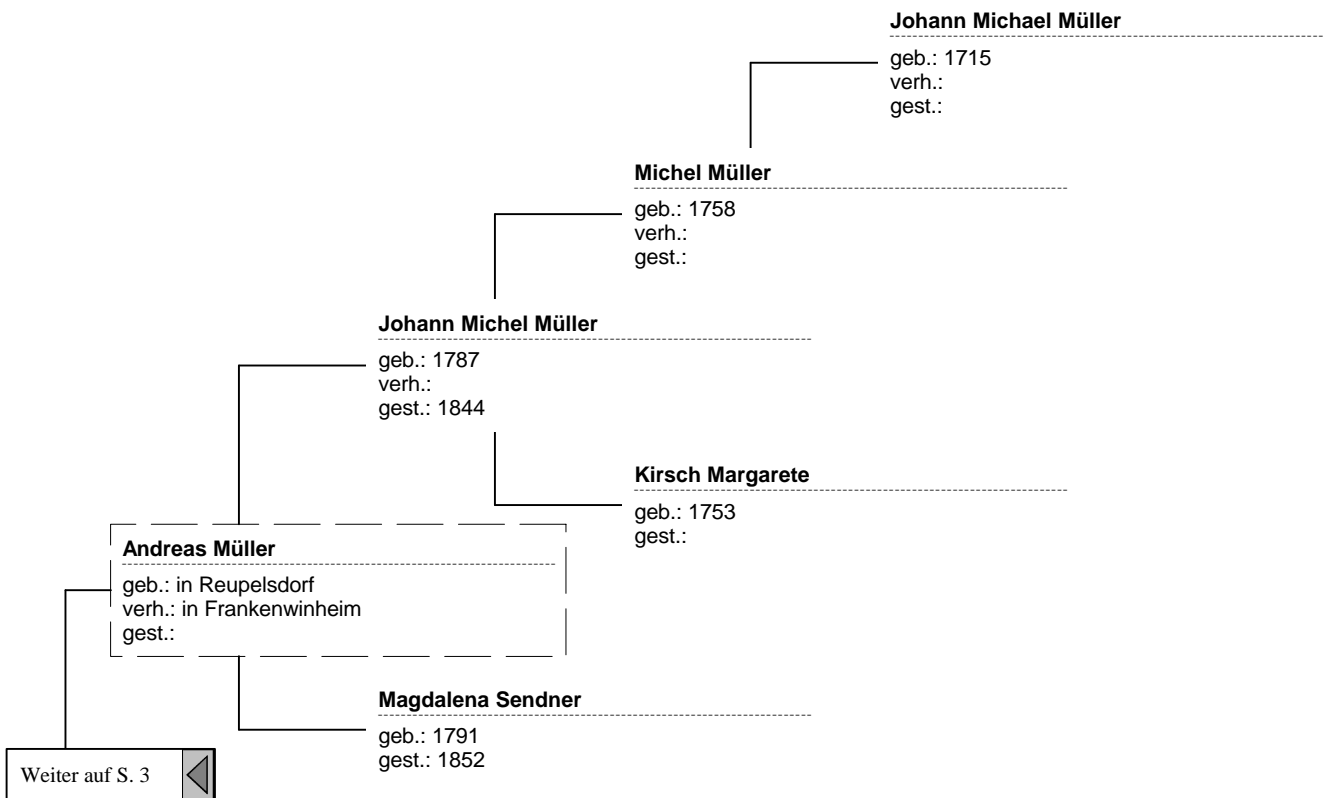 Johann Michael Müller
geb.: 1715
verh.:
gest.:
Michel Müller
geb.: 1758
verh.:
gest.:
Johann Michel Müller
geb.: 1787
verh.:
gest.: 1844
Kirsch Margarete
geb.: 1753
gest.:
Andreas Müller
geb.: in Reupelsdorf
verh.: in Frankenwinheim
gest.:
Magdalena Sendner
geb.: 1791
gest.: 1852
Weiter auf S. 3